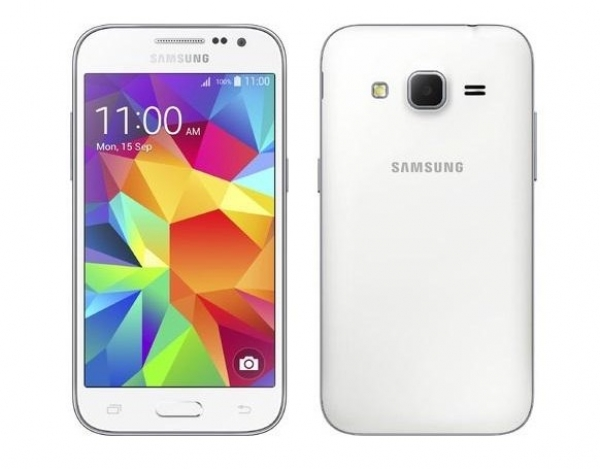 SAMSUNG
100% 11:00
11:00 AM
Mon, 15 Sep
SAMSUNG